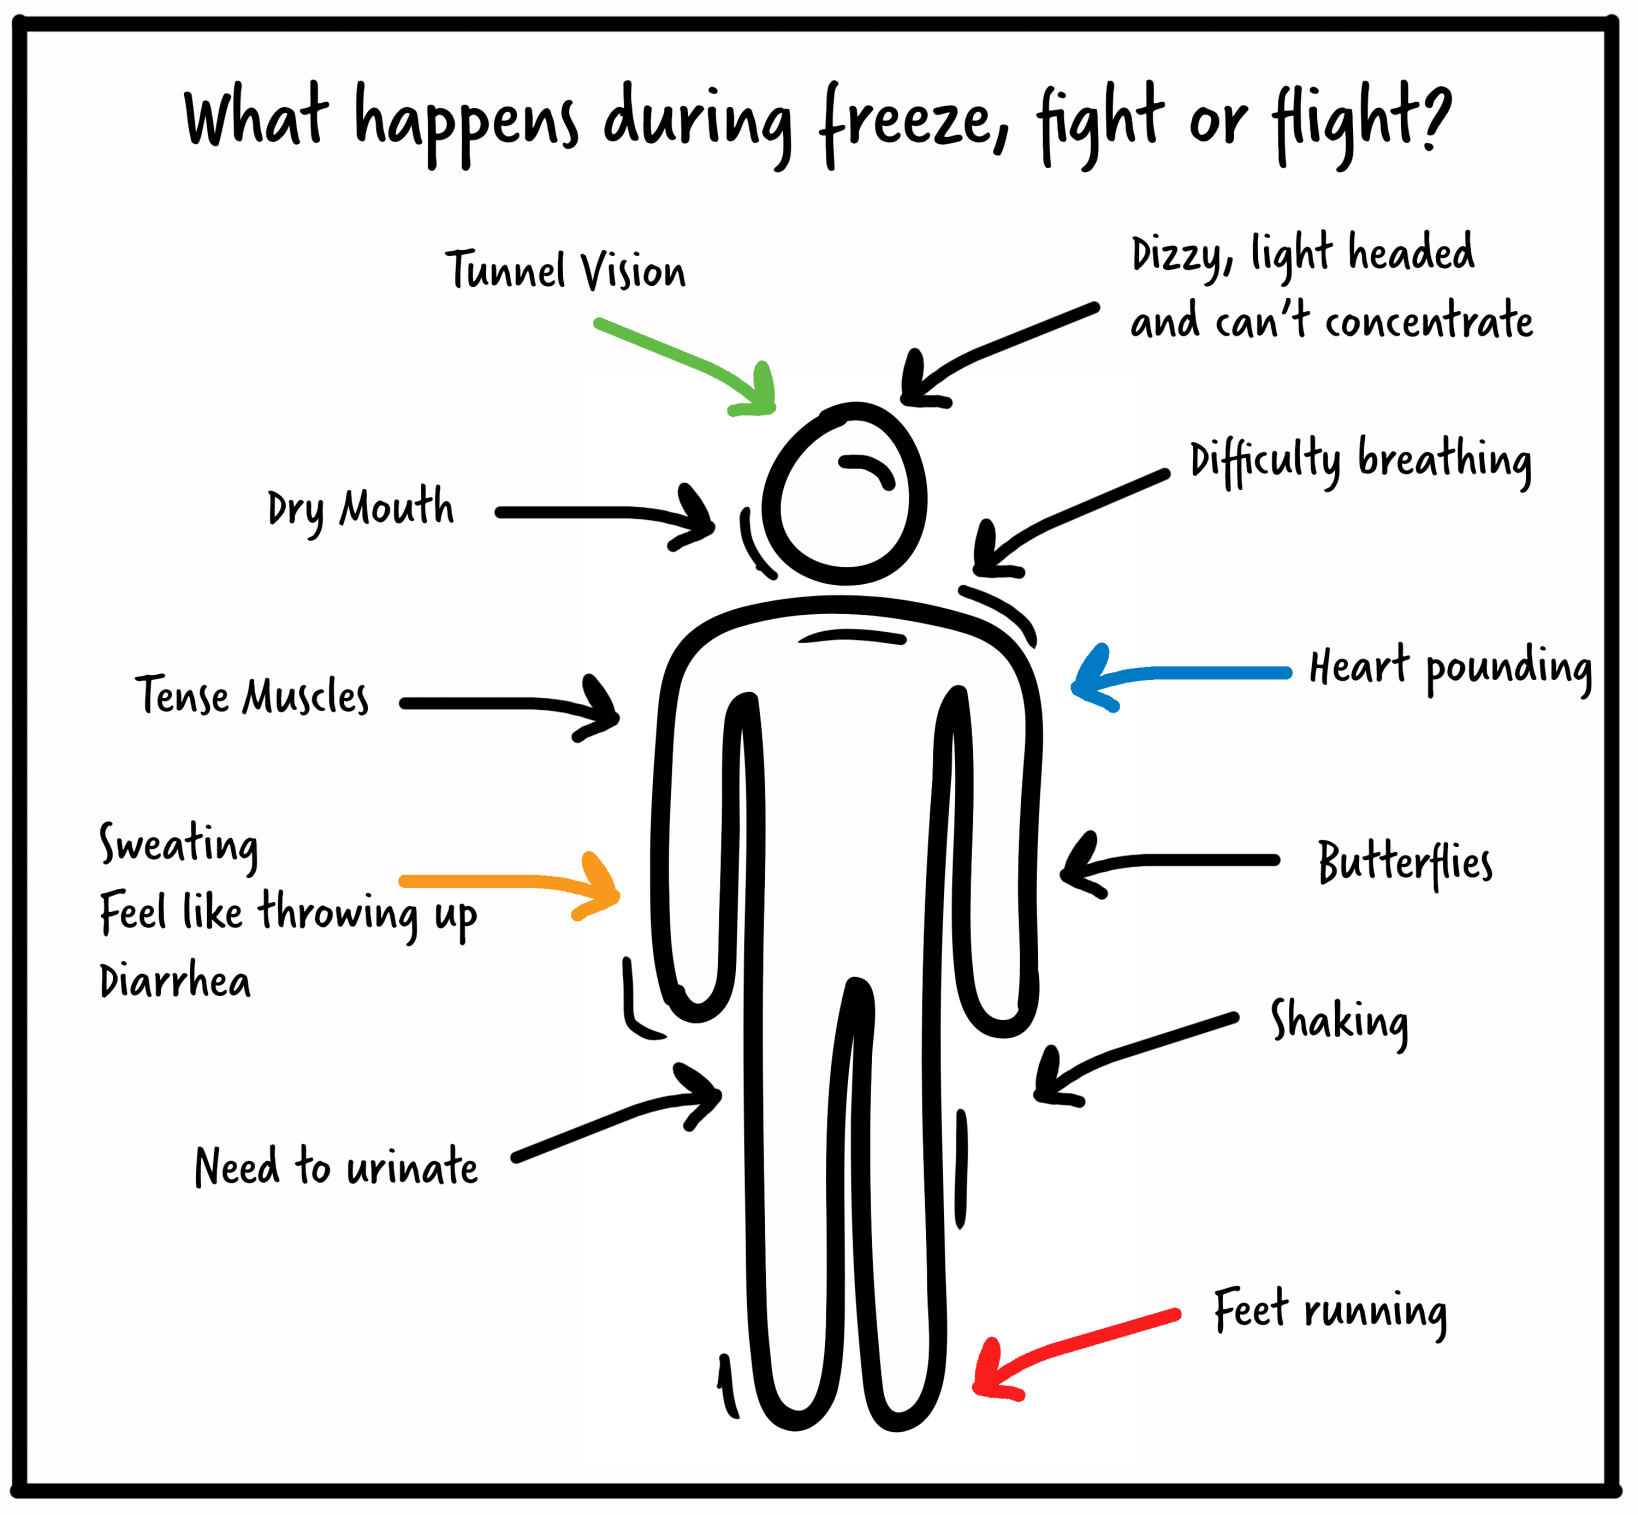 What happens during freeze, fight or flight?
Tunnel Vision
Dizzy, light headed
and can't concentrate
Dry Mouth
Difficulty breathing
Tense Muscles
Heart pounding
Sweating
Feel like throwing up
Diarrhea
Butterflies
Shaking
Need to urinate
Feet running